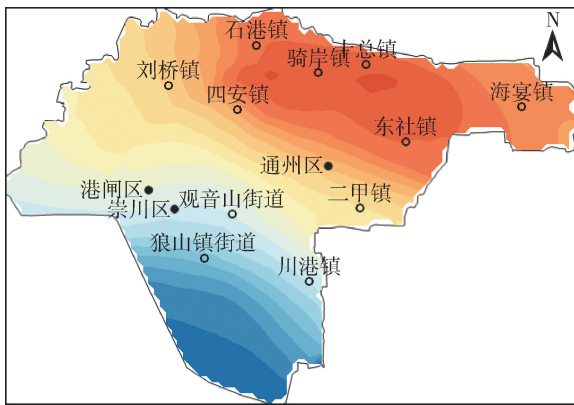 N
石港镇
十总镇
骑岸镇
刘桥镇
四安镇
海宴镇
东社镇
通州区
港闸区
观音山街道
崇川区
二甲镇
狼山镇街道
川港镇